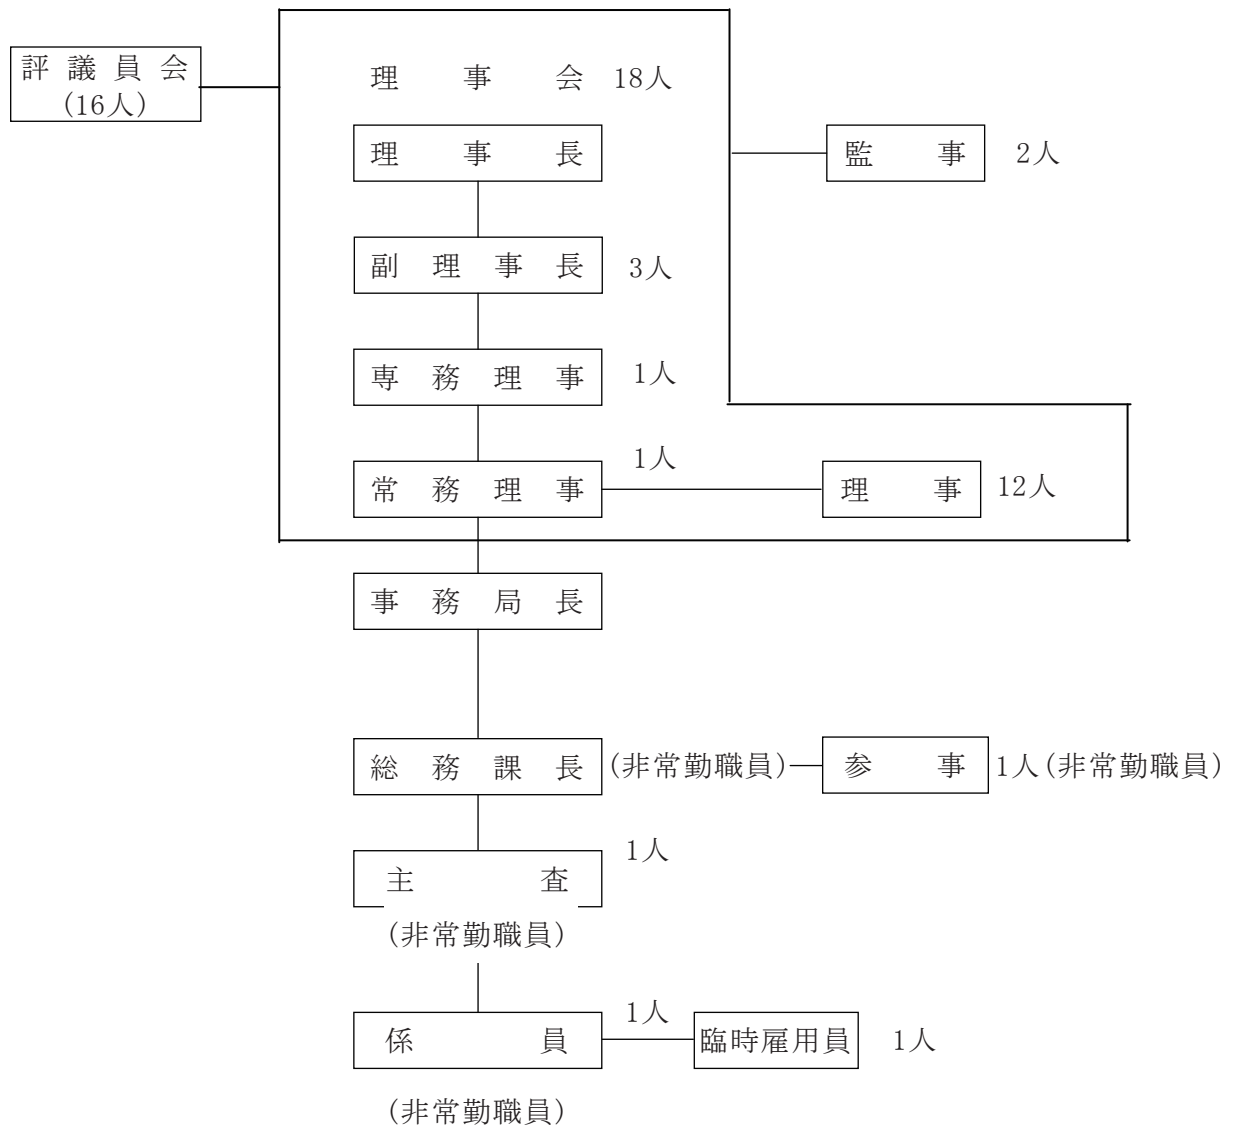 評議員会
(16人)
理事会 18人
理事長
監事 2人
副理事長 3人
専務理事 1人
常務理事 1人
理事 12人
事務局長
総務課長 (非常勤職員)
参事 1人(非常勤職員)
主査 1人
(非常勤職員)
係員 1人
臨時雇用員 1人
(非常勤職員)